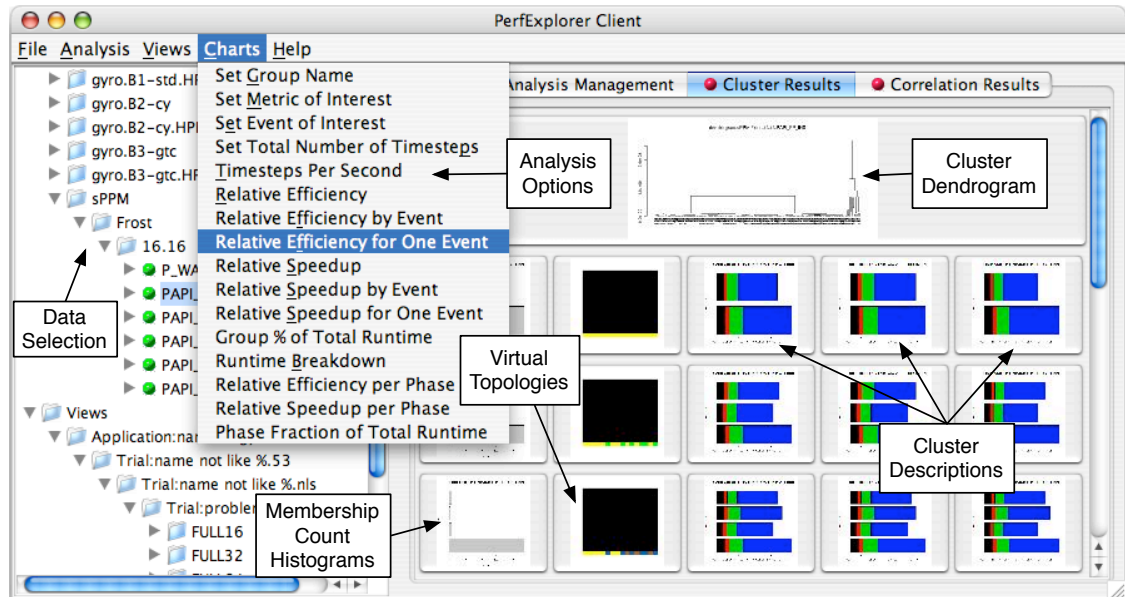 PerfExplorer Client
File Analysis Views Charts Help
gyro.B1-std.HP
gyro.B2-cy
gyro.B2-cy.HP
gyro.B3-gtc
gyro.B3-gtc.HP
sPPM
Frost
16.16
P_WA
PAPI_
PAPI_
PAPI_
PAPI_
PAPI_
Views
Application:nam
Trial:name not like %.53
Trial:name not like %.nls
Trial:problem
FULL16
FULL32
Set Group Name
Set Metric of Interest
Set Event of Interest
Set Total Number of Timesteps
Timesteps Per Second
Relative Efficiency
Relative Efficiency by Event
Relative Efficiency for One Event
Relative Speedup
Relative Speedup by Event
Relative Speedup for One Event
Group % of Total Runtime
Runtime Breakdown
Relative Efficiency per Phase
Relative Speedup per Phase
Phase Fraction of Total Runtime
Analysis Management
Cluster Results
Correlation Results
Analysis
Options
Cluster
Dendrogram
Data
Selection
Virtual
Topologies
Cluster
Descriptions
Membership
Count
Histograms